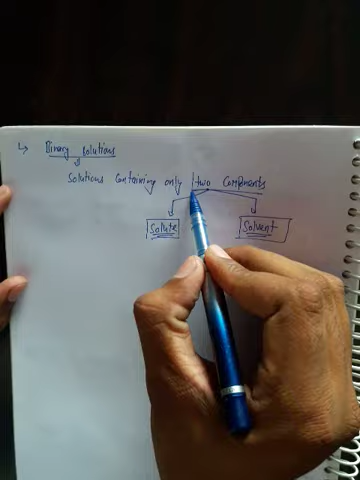 ↳ Binary solutions
Solutions Containing only two Components
Solute Solvent